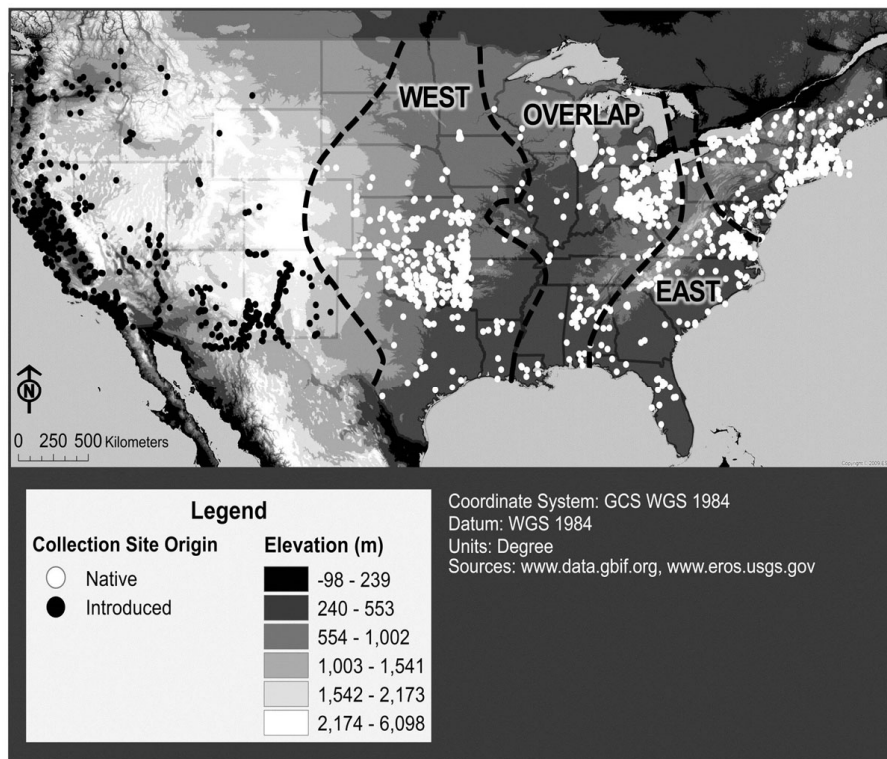 WEST
OVERLAP
EAST
N
0 250 500 Kilometers
Legend
Collection Site Origin
Native
Introduced
Elevation (m)
-98 - 239
240 - 553
554 - 1,002
1,003 - 1,541
1,542 - 2,173
2,174 - 6,098
Coordinate System: GCS WGS 1984
Datum: WGS 1984
Units: Degree
Sources: www.data.gbif.org, www.eros.usgs.gov